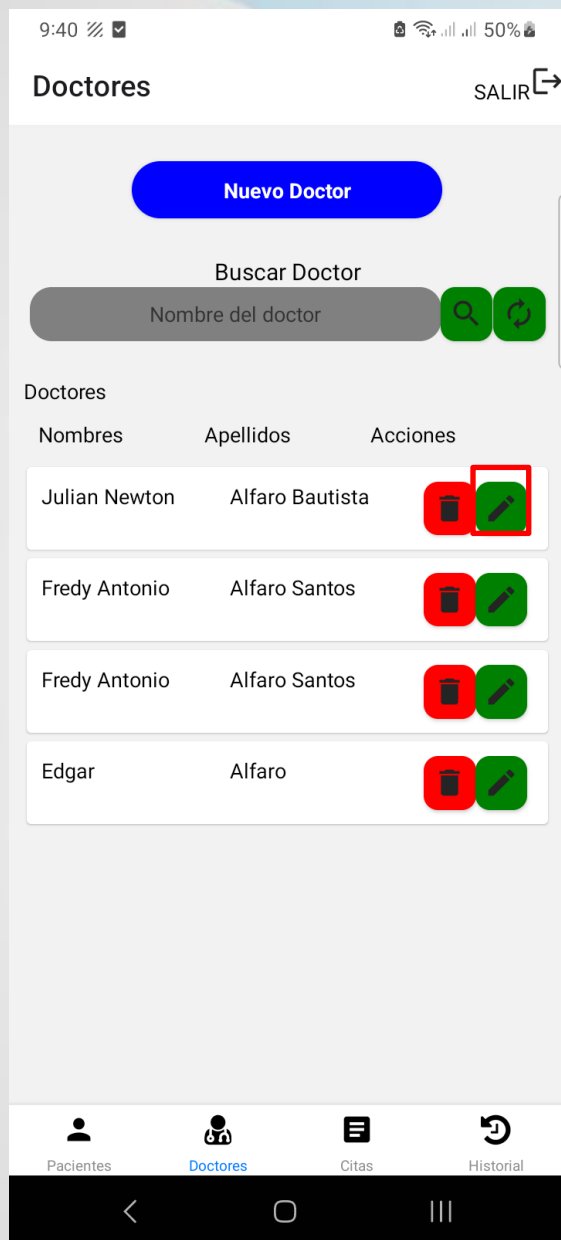 9:40 50%
Doctores SALIR
Nuevo Doctor
Buscar Doctor
Nombre del doctor
Doctores
Nombres Apellidos Acciones
Julian Newton Alfaro Bautista
Fredy Antonio Alfaro Santos
Fredy Antonio Alfaro Santos
Edgar Alfaro
Pacientes Doctores Citas Historial